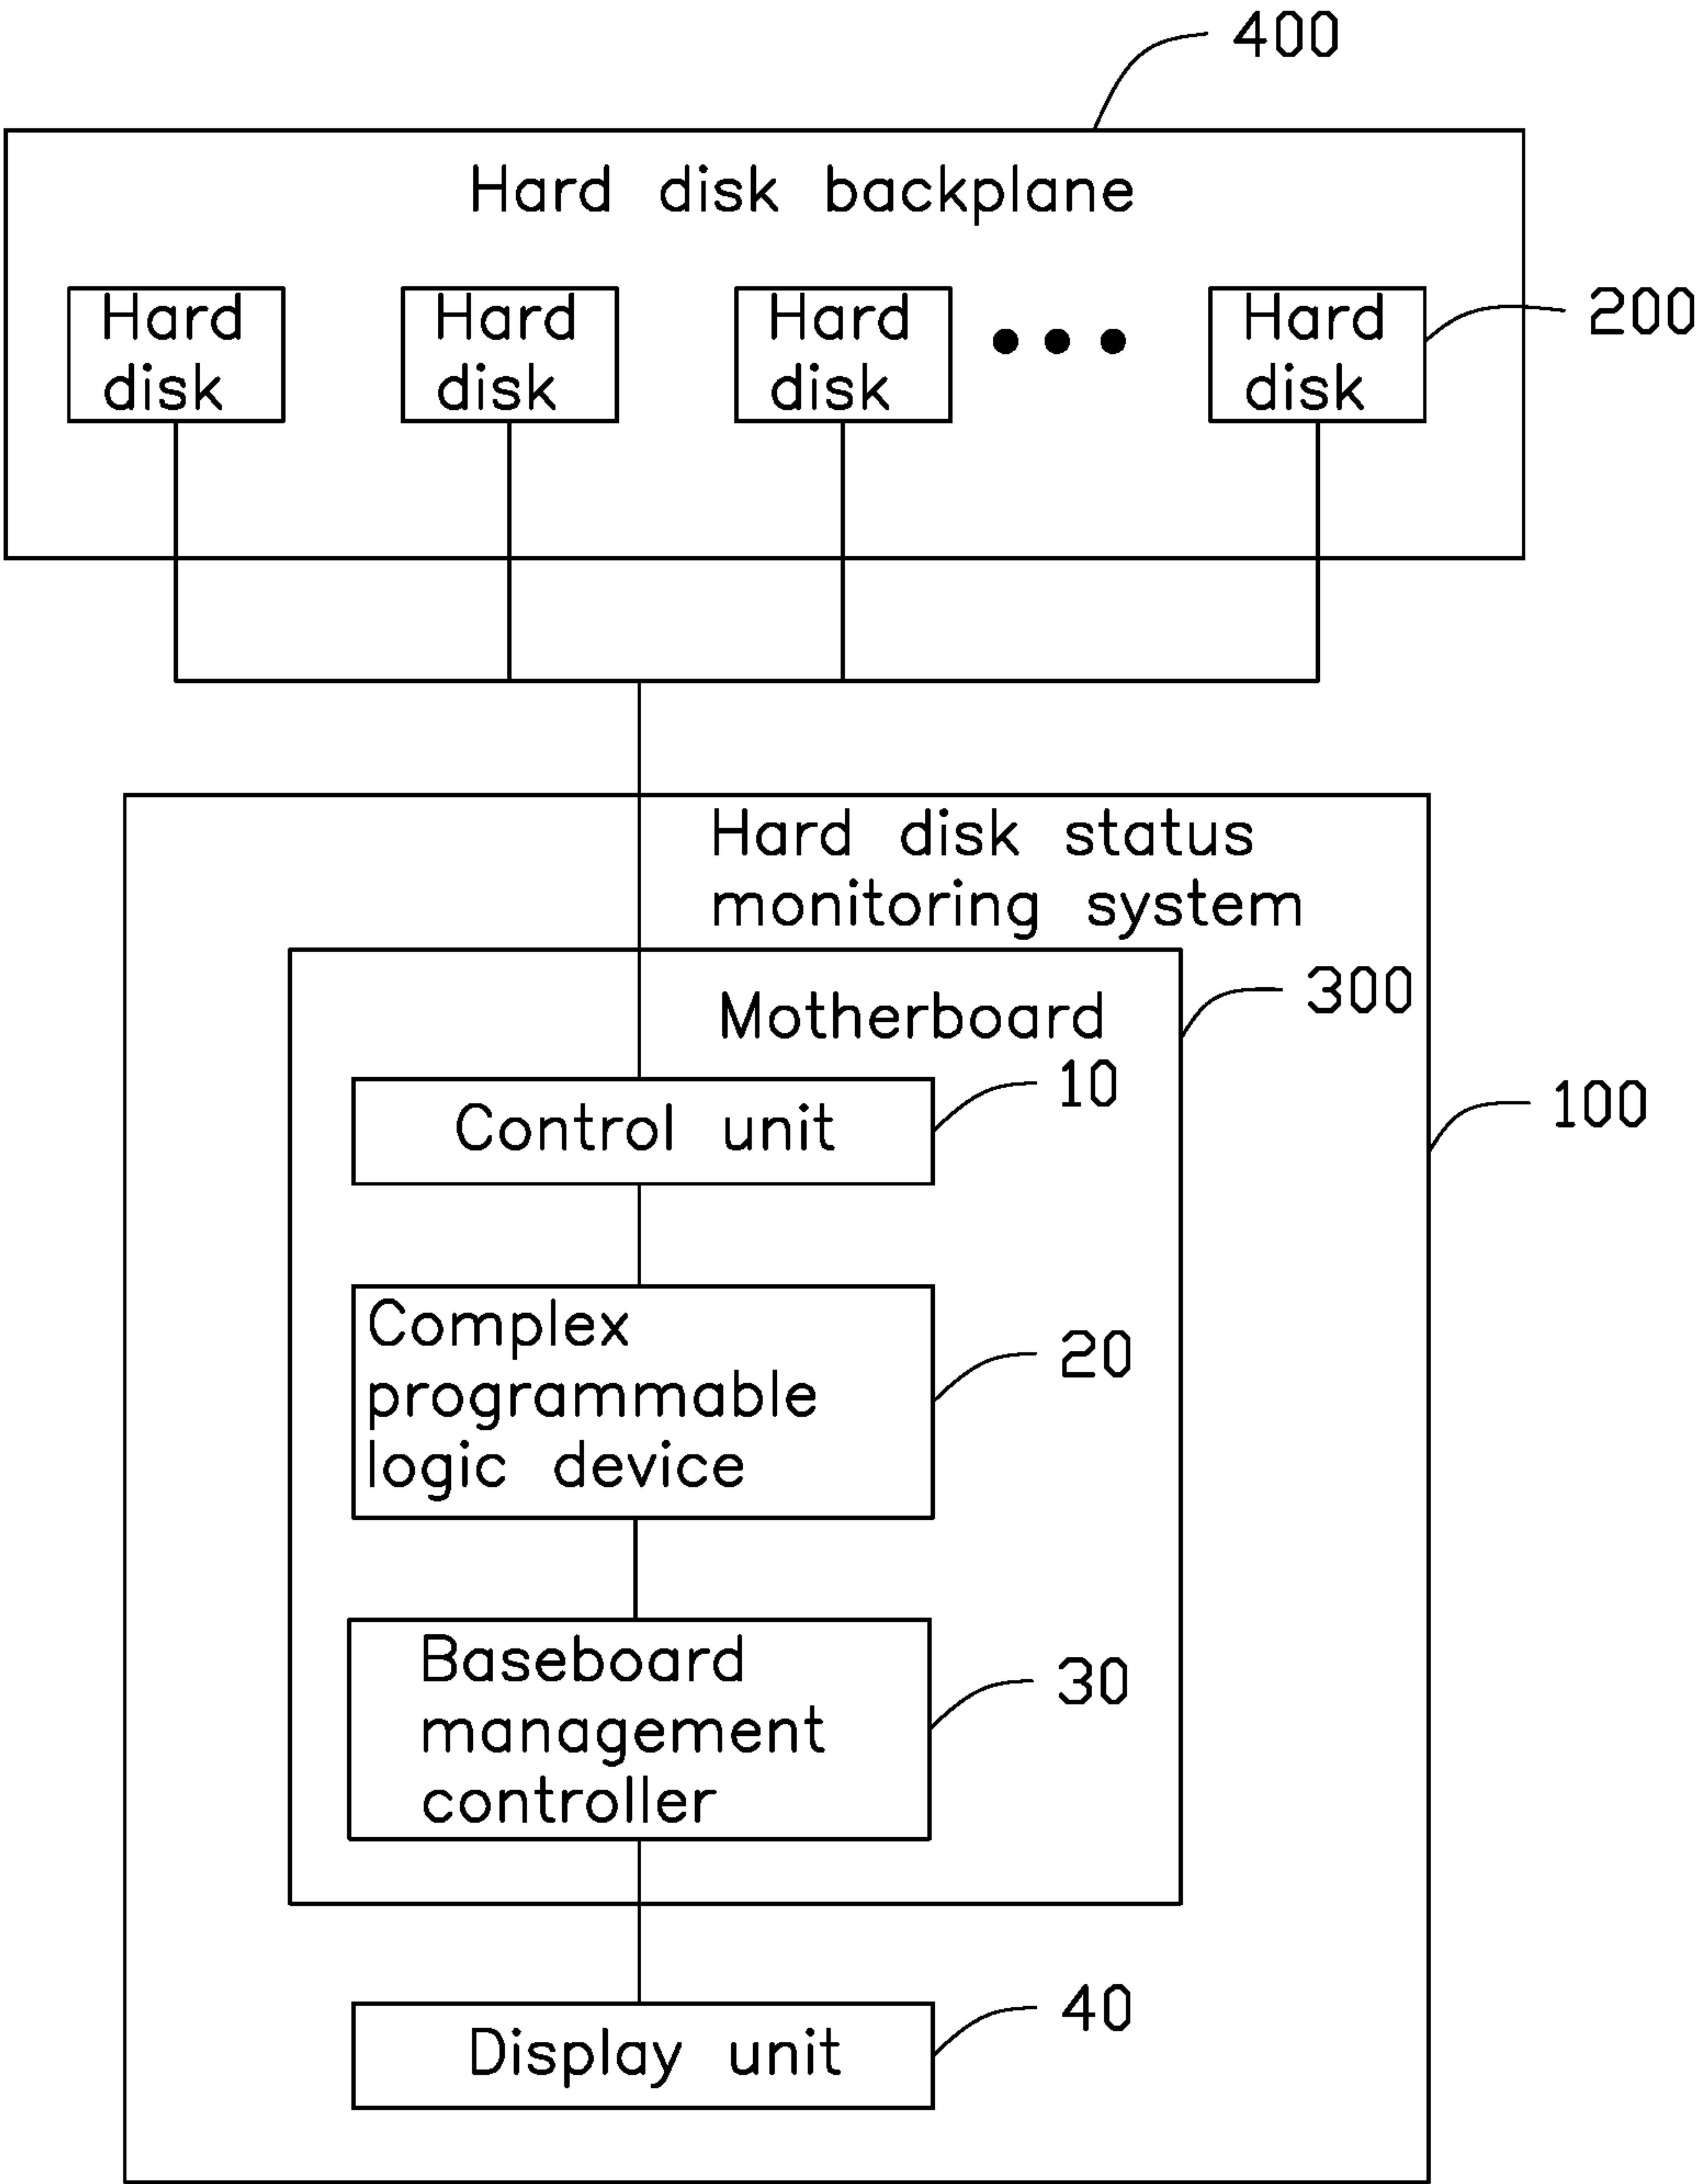 400
Hard disk backplane
Hard
disk
Hard
disk
Hard
disk
Hard
disk
200
Hard disk status
monitoring system
300
Motherboard
10
100
Control unit
Complex
programmable
logic device
20
Baseboard
management
controller
30
40
Display unit